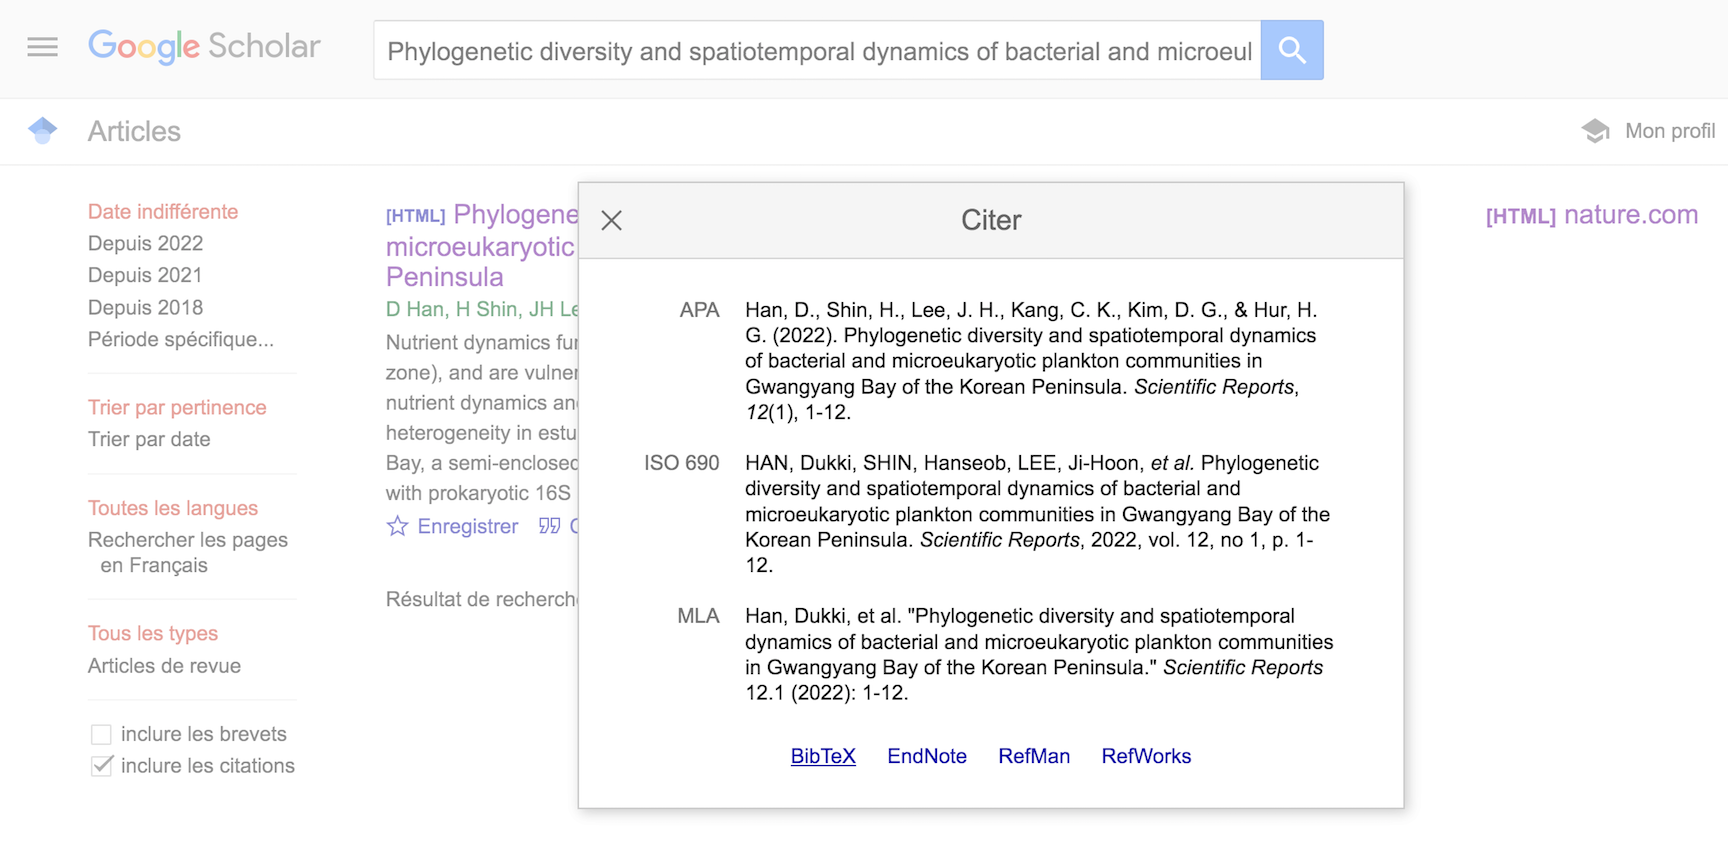 Google Scholar
Phylogenetic diversity and spatiotemporal dynamics of bacterial and microeul
Articles
Mon profil
Date indifférente
Depuis 2022
Depuis 2021
Depuis 2018
Période spécifique...
Trier par pertinence
Trier par date
Toutes les langues
Rechercher les pages
en Français
Tous les types
Articles de revue
inclure les brevets
inclure les citations
[HTML] Phylogene
microeukaryotic
Peninsula
D Han, H Shin, JH Le
Nutrient dynamics fu
zone), and are vulner
nutrient dynamics an
heterogeneity in estu
Bay, a semi-enclosed
with prokaryotic 16S
Enregistrer
Résultat de recherch
[HTML] nature.com
Citer
APA
Han, D., Shin, H., Lee, J. H., Kang, C. K., Kim, D. G., & Hur, H.
G. (2022). Phylogenetic diversity and spatiotemporal dynamics
of bacterial and microeukaryotic plankton communities in
Gwangyang Bay of the Korean Peninsula. Scientific Reports,
12(1), 1-12.
ISO 690
HAN, Dukki, SHIN, Hanseob, LEE, Ji-Hoon, et al. Phylogenetic
diversity and spatiotemporal dynamics of bacterial and
microeukaryotic plankton communities in Gwangyang Bay of the
Korean Peninsula. Scientific Reports, 2022, vol. 12, no 1, p. 1-
12.
MLA
Han, Dukki, et al. "Phylogenetic diversity and spatiotemporal
dynamics of bacterial and microeukaryotic plankton communities
in Gwangyang Bay of the Korean Peninsula." Scientific Reports
12.1 (2022): 1-12.
BibTeX EndNote RefMan RefWorks